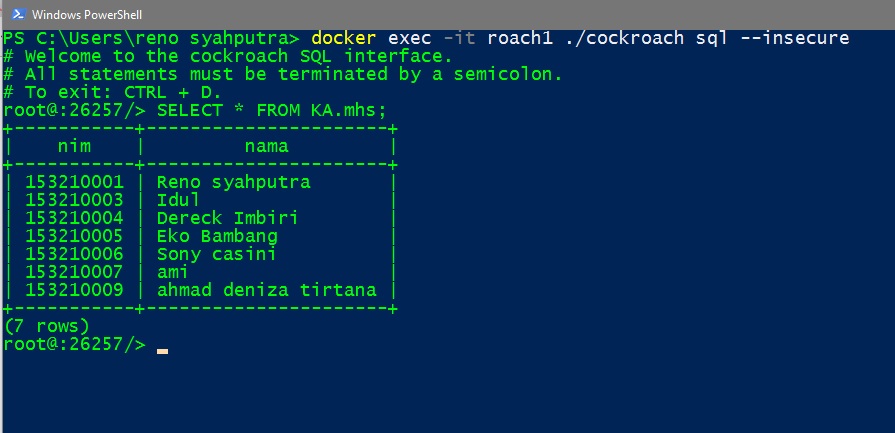 Windows PowerShell
PS C:\Users\reno syahputra> docker exec -it roach1 ./cockroach sql --insecure
# Welcome to the cockroach SQL interface.
# All statements must be terminated by a semicolon.
# To exit: CTRL + D.
root@:26257/> SELECT * FROM KA.mhs;
+-----------+----------------------+
|    nim    |         nama         |
+-----------+----------------------+
| 153210001 | Reno syahputra       |
| 153210003 | Idul                 |
| 153210004 | Dereck Imbiri        |
| 153210005 | Eko Bambang          |
| 153210006 | Sony casini          |
| 153210007 | ami                  |
| 153210009 | ahmad deniza tirtana |
+-----------+----------------------+
(7 rows)
root@:26257/>